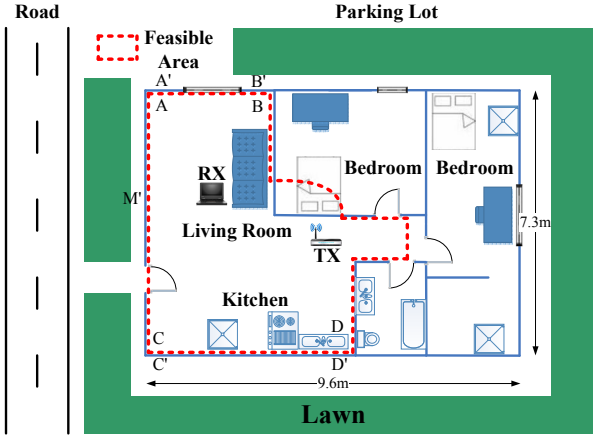 Road
Parking Lot
Feasible
Area
A'
B'
A
B
RX
Bedroom
Bedroom
M'
7.3m
Living Room
TX
Kitchen
C
D
C'
D'
9.6m
Lawn